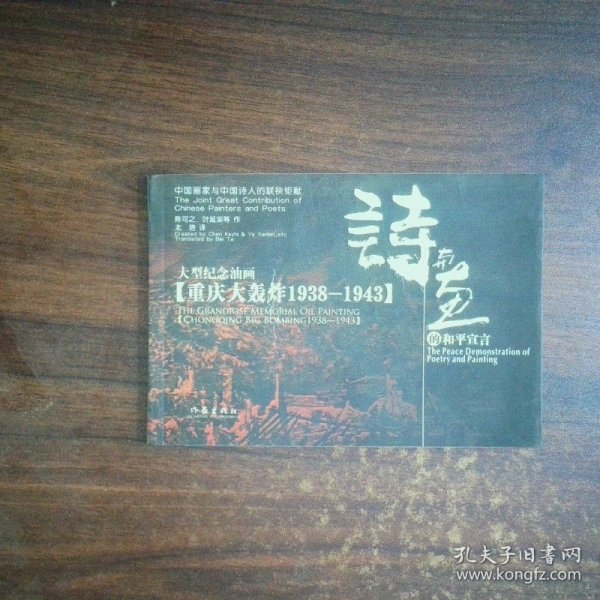 中国画家与中国诗人的联袂钜献
The Joint Great Contribution of
Chinese Painters and Poets
陈可之、叶延滨等 作
北塔 译
Created by Chen Kezhi & Ye Yanbin,etc
Translated by Bei Ta
大型纪念油画
【重庆大轰炸1938—1943】
THE GRANDIOSE MEMORIAL OIL PAINTING
【CHONGQING BIG BOMBING1938—1943】
作家出版社
詩与画
的和平宣言
The Peace Demonstration of
Poetry and Painting
孔夫子旧书网
www.kongfz.com